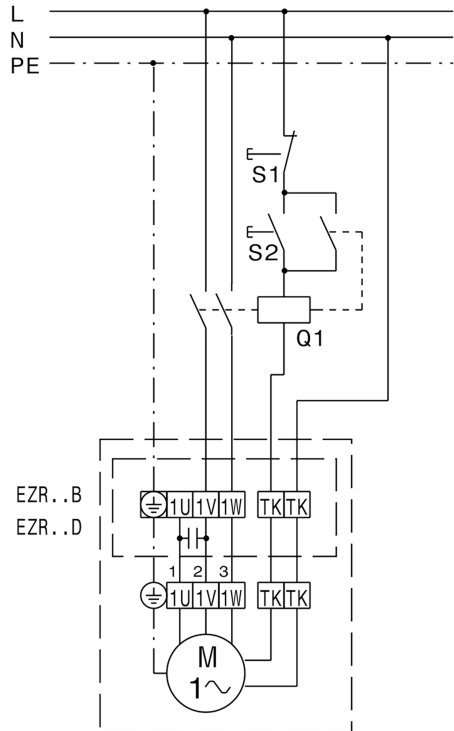 L
N
PE
S1
S2
Q1
EZR..B
1U 1V 1W TK TK
EZR..D
1 2 3
1U 1V 1W TK TK
M
1~